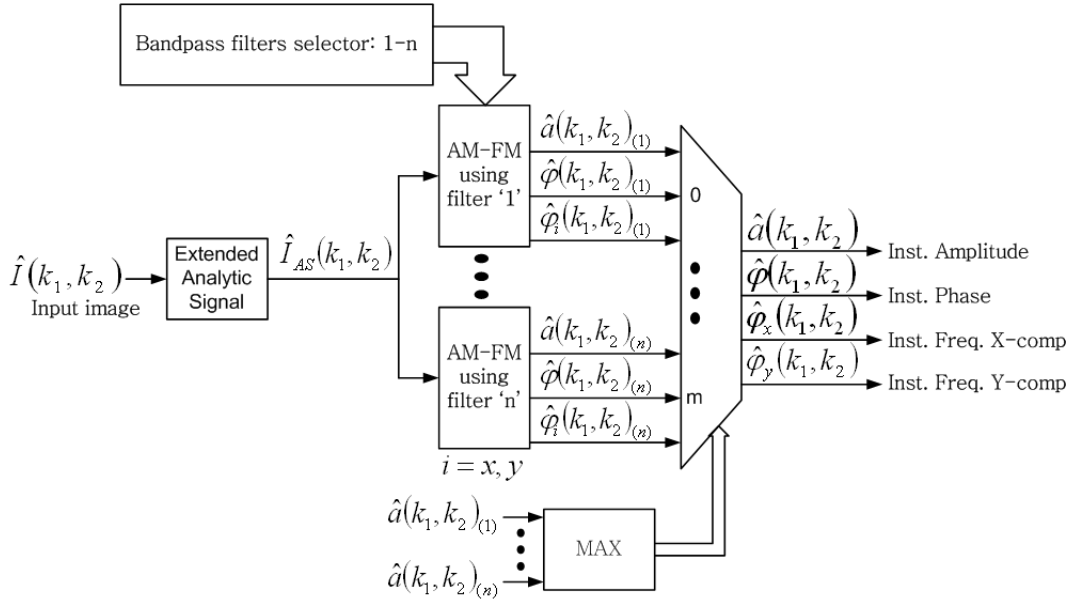 Bandpass filters selector: 1-n
AM-FM
using
filter '1'
â(k₁, k₂)₍₁₎
φ̂(k₁, k₂)₍₁₎
φ̂ᵢ(k₁, k₂)₍₁₎
0
Î(k₁, k₂)
Input image
Extended
Analytic
Signal
Î_AS(k₁, k₂)
AM-FM
using
filter 'n'
i = x, y
â(k₁, k₂)₍ₙ₎
φ̂(k₁, k₂)₍ₙ₎
φ̂ᵢ(k₁, k₂)₍ₙ₎
m
â(k₁, k₂)
Inst. Amplitude
φ̂(k₁, k₂)
Inst. Phase
φ̂ₓ(k₁, k₂)
Inst. Freq. X-comp
φ̂_y(k₁, k₂)
Inst. Freq. Y-comp
â(k₁, k₂)₍₁₎
â(k₁, k₂)₍ₙ₎
MAX